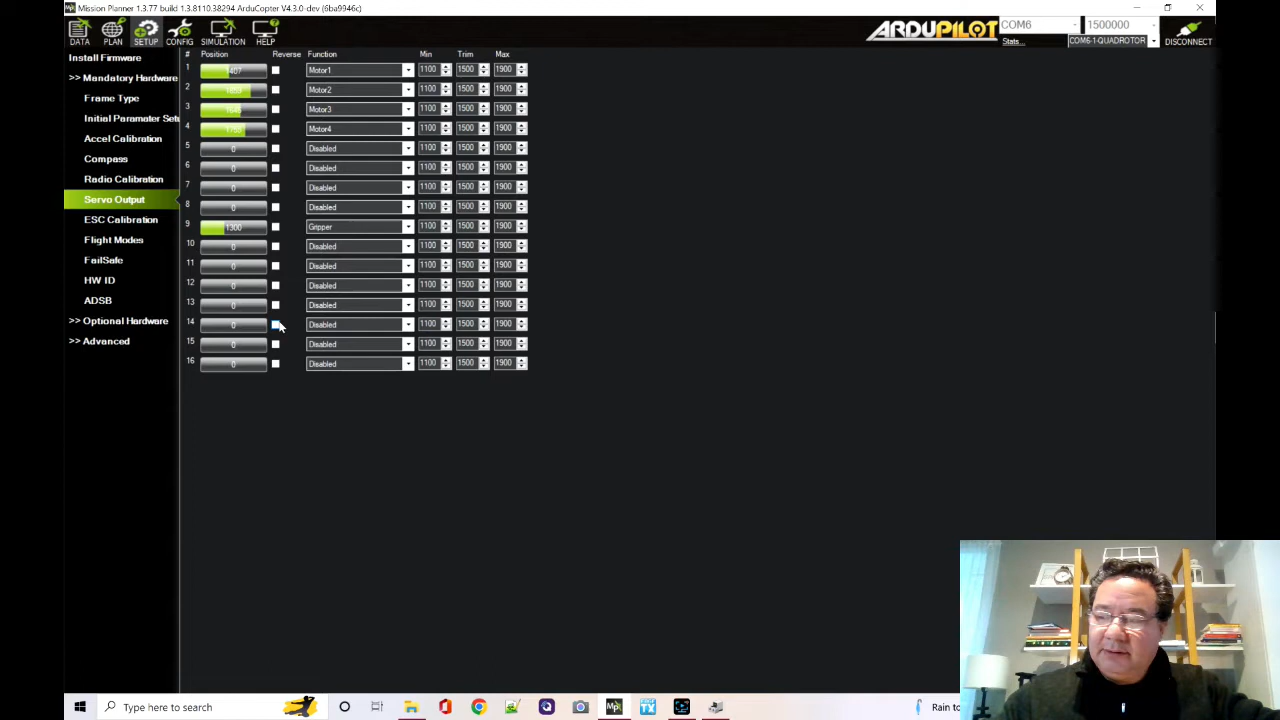 Mission Planner 1.3.77 build 1.3.8110.38294 ArduCopter V4.3.0-dev (6ba9946c)
DATA PLAN SETUP CONFIG SIMULATION HELP
ARDUPILOT COM6 1500000
Stats... COM6-1-QUADROTOR DISCONNECT
Install Firmware
>> Mandatory Hardware
Frame Type
Initial Paramater Setu
Accel Calibration
Compass
Radio Calibration
Servo Output
ESC Calibration
Flight Modes
FailSafe
HW ID
ADSB
>> Optional Hardware
>> Advanced
# Position Reverse Function Min Trim Max
1 1407 Motor1 1100 1500 1900
2 Motor2 1100 1500 1900
3 Motor3 1100 1500 1900
4 Motor4 1100 1500 1900
5 0 Disabled 1100 1500 1900
6 0 Disabled 1100 1500 1900
7 0 Disabled 1100 1500 1900
8 0 Disabled 1100 1500 1900
9 1300 Gripper 1100 1500 1900
10 0 Disabled 1100 1500 1900
11 0 Disabled 1100 1500 1900
12 0 Disabled 1100 1500 1900
13 0 Disabled 1100 1500 1900
14 0 Disabled 1100 1500 1900
15 0 Disabled 1100 1500 1900
16 0 Disabled 1100 1500 1900
Type here to search
Rain to